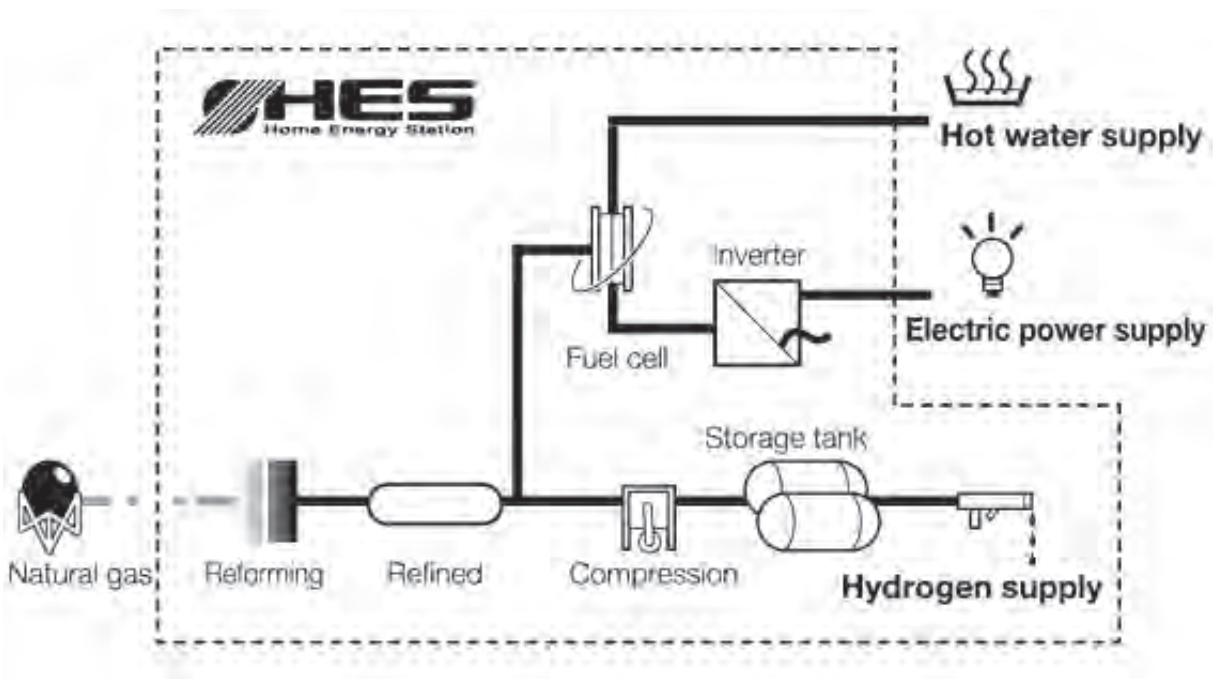 HES
Home Energy Station
Hot water supply
Inverter
Electric power supply
Fuel cell
Storage tank
Natural gas
Reforming
Refined
Compression
Hydrogen supply